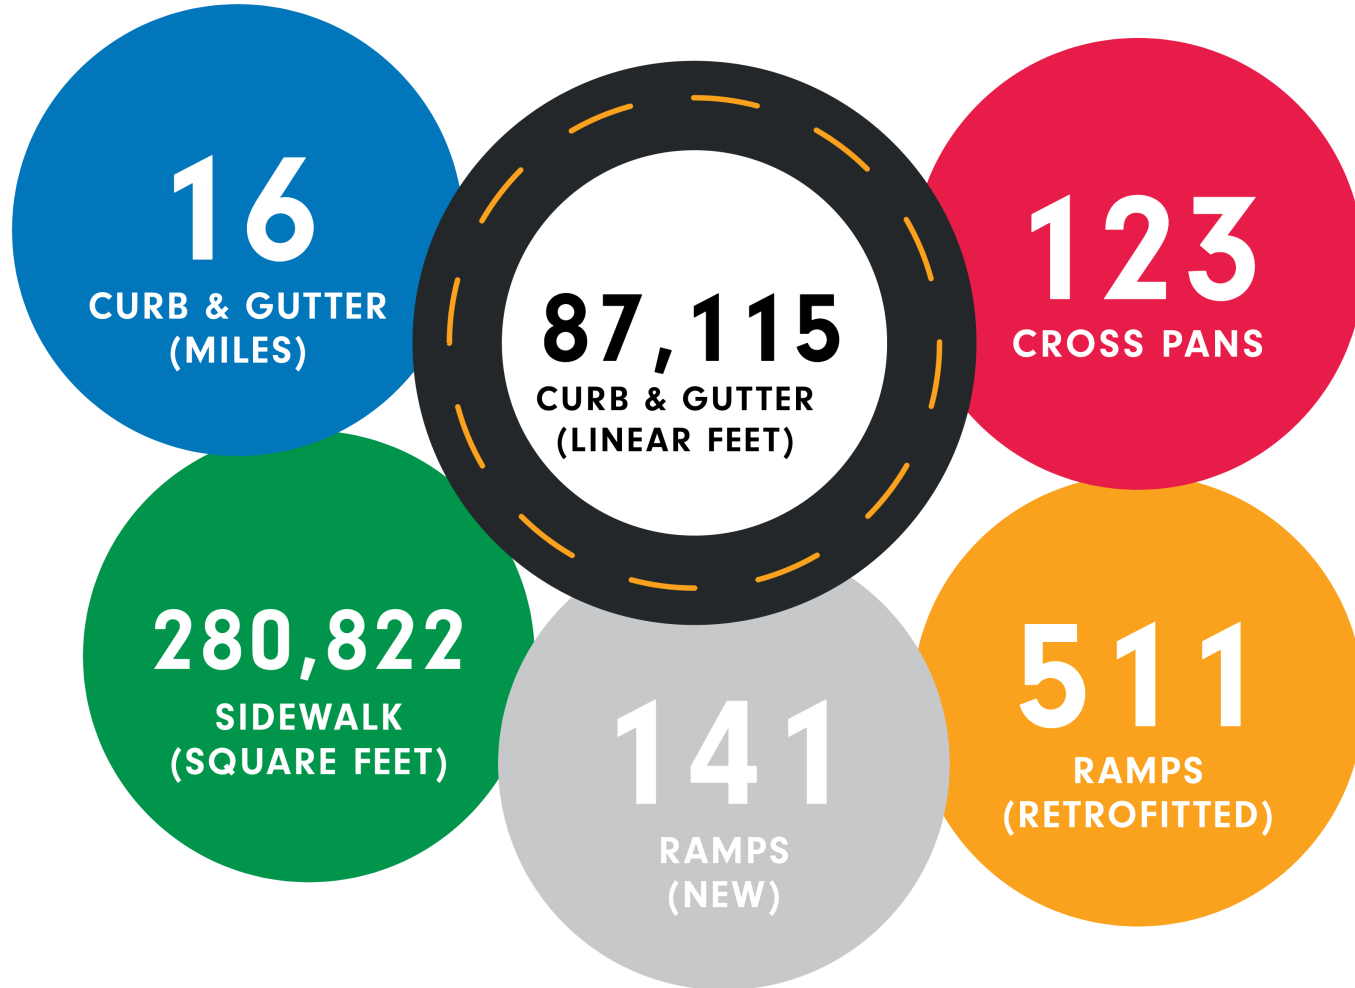 16
CURB & GUTTER
(MILES)
87,115
CURB & GUTTER
(LINEAR FEET)
123
CROSS PANS
280,822
SIDEWALK
(SQUARE FEET)
141
RAMPS
(NEW)
511
RAMPS
(RETROFITTED)